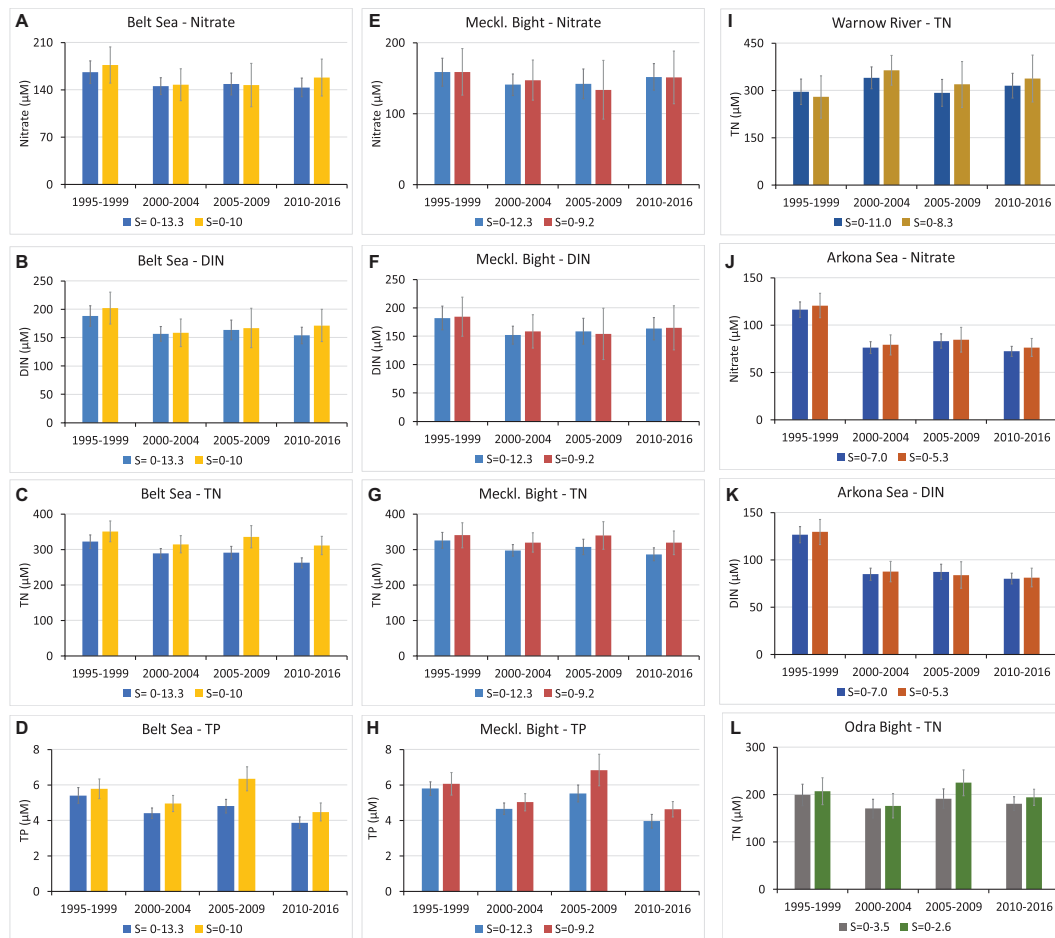 A
Belt Sea - Nitrate
Nitrate (μM)
210
140
70
0
1995-1999 2000-2004 2005-2009 2010-2016
S= 0-13.3 S=0-10
B
Belt Sea - DIN
DIN (μM)
250
200
150
100
50
0
1995-1999 2000-2004 2005-2009 2010-2016
S= 0-13.3 S=0-10
C
Belt Sea - TN
TN (μM)
400
300
200
100
0
1995-1999 2000-2004 2005-2009 2010-2016
S= 0-13.3 S=0-10
D
Belt Sea - TP
TP (μM)
8
6
4
2
0
1995-1999 2000-2004 2005-2009 2010-2016
S= 0-13.3 S=0-10
E
Meckl. Bight - Nitrate
Nitrate (μM)
200
150
100
50
0
1995-1999 2000-2004 2005-2009 2010-2016
S=0-12.3 S=0-9.2
F
Meckl. Bight - DIN
DIN (μM)
250
200
150
100
50
0
1995-1999 2000-2004 2005-2009 2010-2016
S=0-12.3 S=0-9.2
G
Meckl. Bight - TN
TN (μM)
400
300
200
100
0
1995-1999 2000-2004 2005-2009 2010-2016
S=0-12.3 S=0-9.2
H
Meckl. Bight - TP
TP (μM)
8
6
4
2
0
1995-1999 2000-2004 2005-2009 2010-2016
S=0-12.3 S=0-9.2
I
Warnow River - TN
TN (μM)
450
300
150
0
1995-1999 2000-2004 2005-2009 2010-2016
S=0-11.0 S=0-8.3
J
Arkona Sea - Nitrate
Nitrate (μM)
150
100
50
0
1995-1999 2000-2004 2005-2009 2010-2016
S=0-7.0 S=0-5.3
K
Arkona Sea - DIN
DIN (μM)
200
150
100
50
0
1995-1999 2000-2004 2005-2009 2010-2016
S=0-7.0 S=0-5.3
L
Odra Bight - TN
TN (μM)
300
200
100
0
1995-1999 2000-2004 2005-2009 2010-2016
S=0-3.5 S=0-2.6